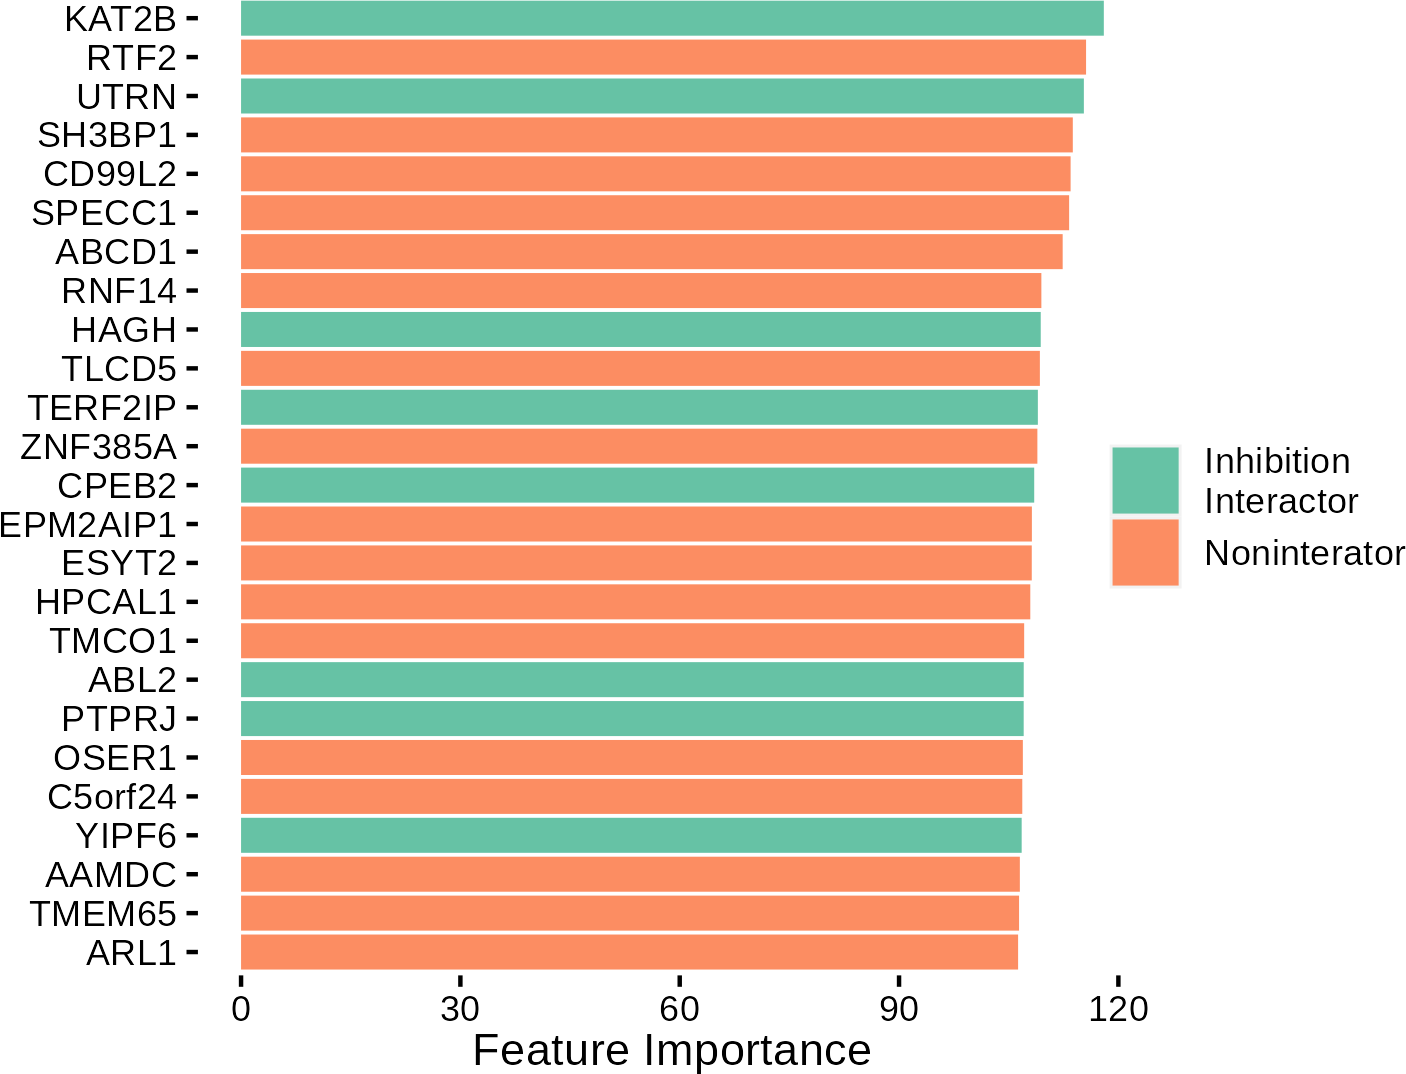 KAT2B
RTF2
UTRN
SH3BP1
CD99L2
SPECC1
ABCD1
RNF14
HAGH
TLCD5
TERF2IP
ZNF385A
CPEB2
EPM2AIP1
ESYT2
HPCAL1
TMCO1
ABL2
PTPRJ
OSER1
C5orf24
YIPF6
AAMDC
TMEM65
ARL1
0 30 60 90 120
Feature Importance
Inhibition
Interactor
Noninterator